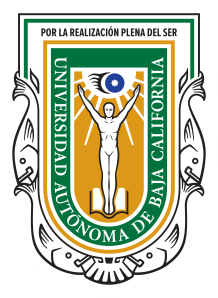 POR LA REALIZACIÓN PLENA DEL SER
UNIVERSIDAD AUTÓNOMA DE BAJA CALIFORNIA